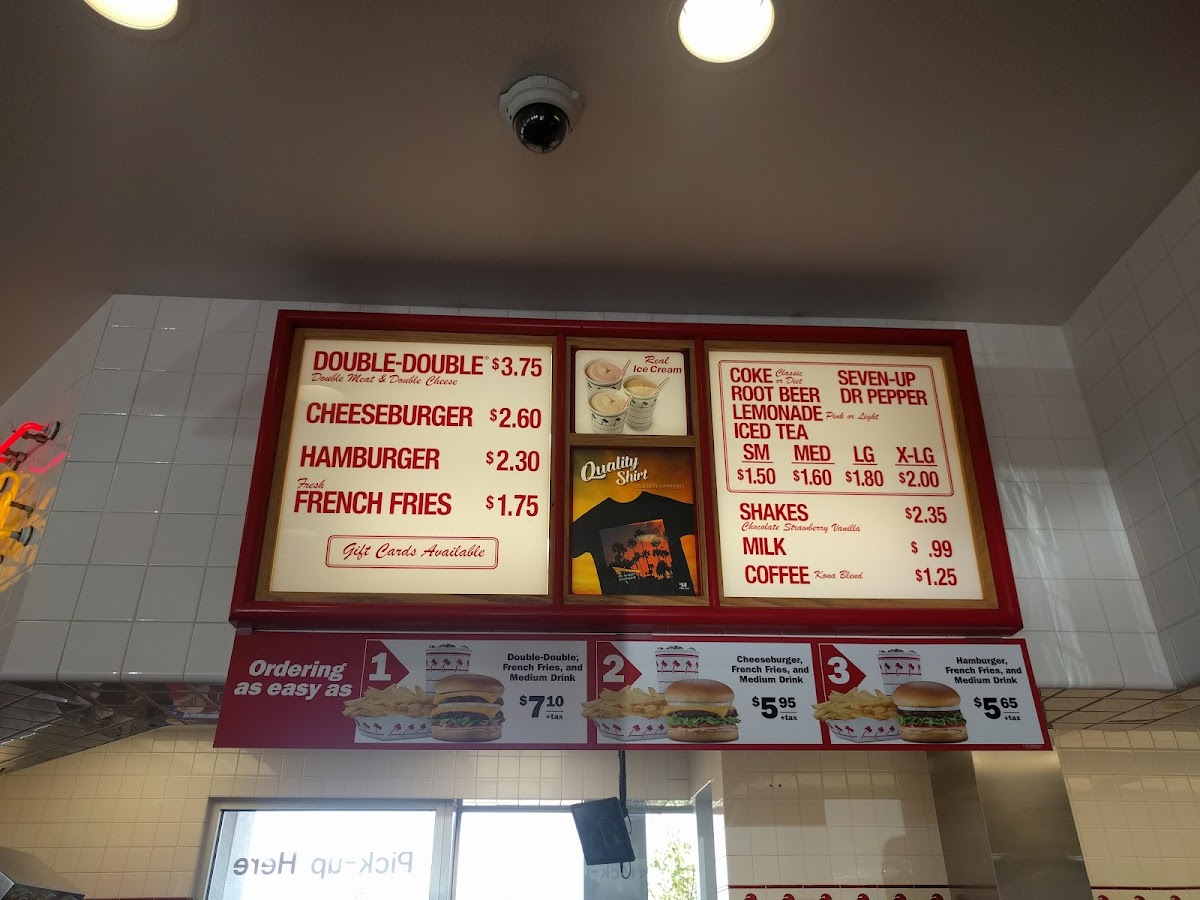 DOUBLE-DOUBLE® $3.75
Double Meat & Double Cheese
CHEESEBURGER $2.60
HAMBURGER $2.30
Fresh
FRENCH FRIES $1.75
Gift Cards Available
Real
Ice Cream
Quality
Shirt
COKE Classic or Diet SEVEN-UP
ROOT BEER DR PEPPER
LEMONADE Pink or Light
ICED TEA
SM MED LG X-LG
$1.50 $1.60 $1.80 $2.00
SHAKES $2.35
Chocolate Strawberry Vanilla
MILK $ .99
COFFEE Kona Blend $1.25
Ordering
as easy as
1
Double-Double,
French Fries, and
Medium Drink
$7 10
+tax
2
Cheeseburger,
French Fries, and
Medium Drink
$5 95
+tax
3
Hamburger,
French Fries, and
Medium Drink
$5 65
+tax
Pick-up Here